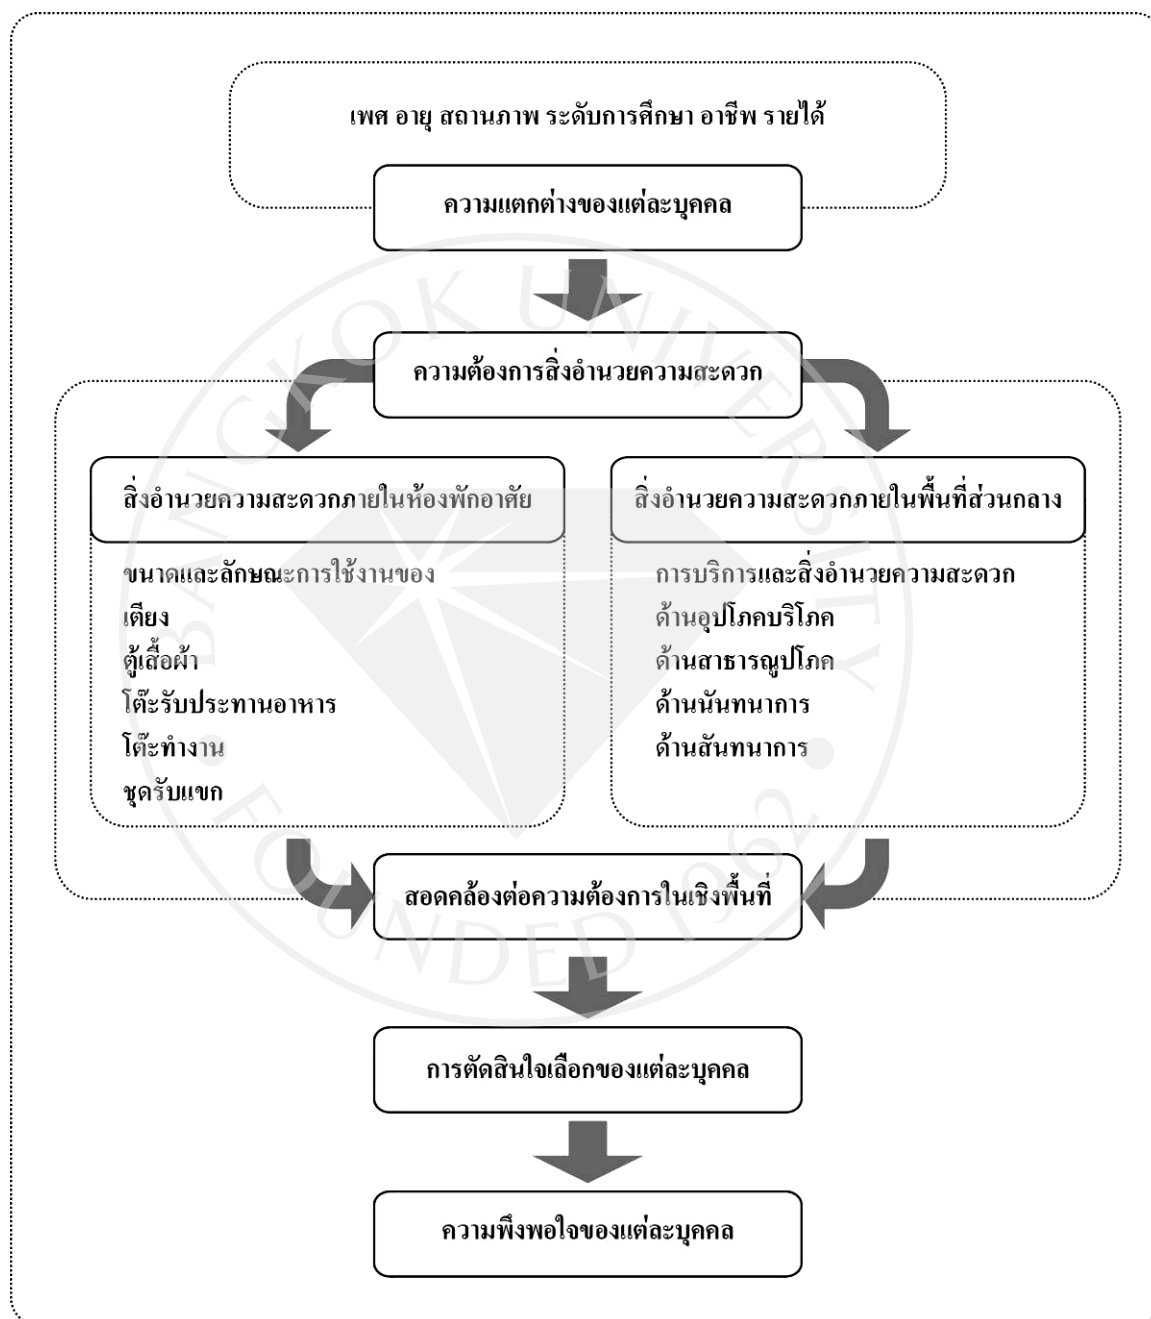 เพศ อายุ สถานภาพ ระดับการศึกษา อาชีพ รายได้
ความแตกต่างของแต่ละบุคคล
ความต้องการสิ่งอำนวยความสะดวก
สิ่งอำนวยความสะดวกภายในห้องพักอาศัย
ขนาดและลักษณะการใช้งานของ
เตียง
ตู้เสื้อผ้า
โต๊ะรับประทานอาหาร
โต๊ะทำงาน
ชุดรับแขก
สิ่งอำนวยความสะดวกภายในพื้นที่ส่วนกลาง
การบริการและสิ่งอำนวยความสะดวก
ด้านอุปโภคบริโภค
ด้านสาธารณูปโภค
ด้านนันทนาการ
ด้านสันทนาการ
สอดคล้องต่อความต้องการในเชิงพื้นที่
การตัดสินใจเลือกของแต่ละบุคคล
ความพึงพอใจของแต่ละบุคคล
BANGKOK UNIVERSITY
FOUNDED 1962